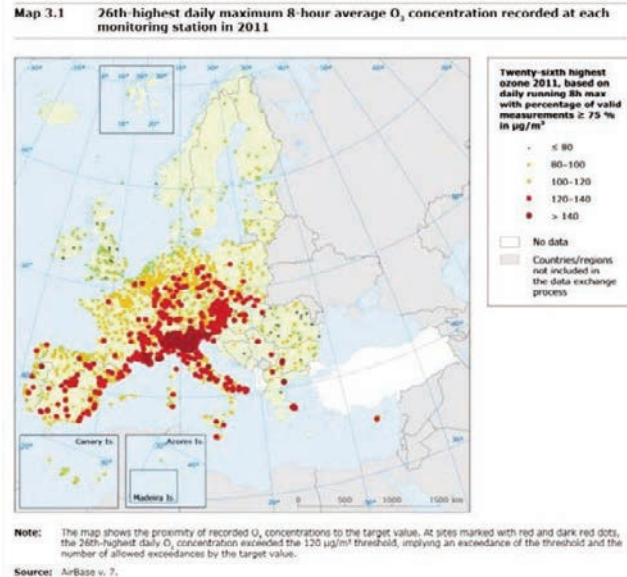 Map 3.1 26th-highest daily maximum 8-hour average O₃ concentration recorded at each
monitoring station in 2011
Twenty-sixth highest
ozone 2011, based on
daily running 8h max
with percentage of valid
measurements ≥ 75 %
in µg/m³
≤ 80
80–100
100–120
120–140
> 140
No data
Countries/regions
not included in
the data exchange
process
Canary Is.
Azores Is.
Madeira Is.
0 500 1000 1500 km
Note: The map shows the proximity of recorded O₃ concentrations to the target value. At sites marked with red and dark red dots,
the 26th-highest daily O₃ concentration exceeded the 120 µg/m³ threshold, implying an exceedance of the threshold and the
number of allowed exceedances by the target value.
Source: AirBase v. 7.